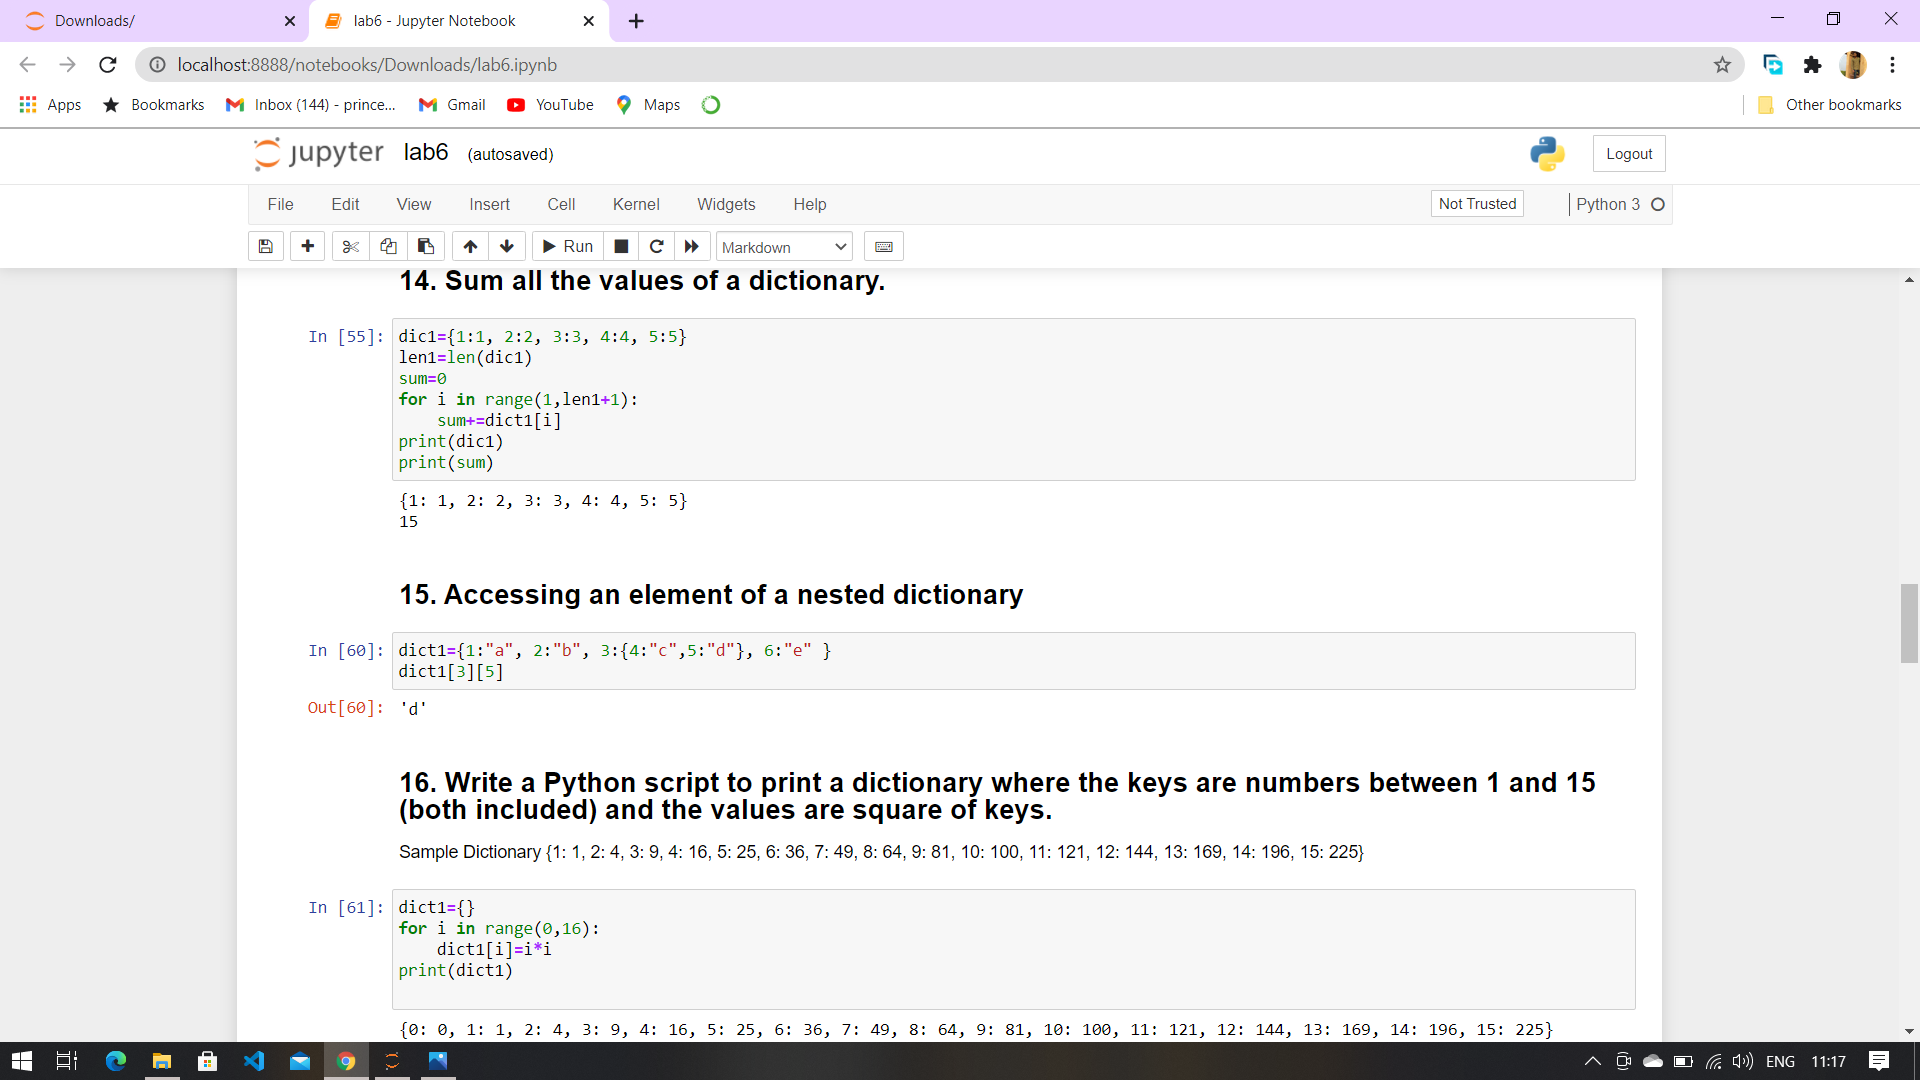 Downloads/
lab6 - Jupyter Notebook
localhost:8888/notebooks/Downloads/lab6.ipynb
Apps Bookmarks Inbox (144) - prince... Gmail YouTube Maps Other bookmarks
jupyter lab6 (autosaved) Logout
File Edit View Insert Cell Kernel Widgets Help Not Trusted Python 3
Run Markdown
14. Sum all the values of a dictionary.
In [55]: dic1={1:1, 2:2, 3:3, 4:4, 5:5}
len1=len(dic1)
sum=0
for i in range(1,len1+1):
    sum+=dict1[i]
print(dic1)
print(sum)
{1: 1, 2: 2, 3: 3, 4: 4, 5: 5}
15
15. Accessing an element of a nested dictionary
In [60]: dict1={1:"a", 2:"b", 3:{4:"c",5:"d"}, 6:"e" }
dict1[3][5]
Out[60]: 'd'
16. Write a Python script to print a dictionary where the keys are numbers between 1 and 15
(both included) and the values are square of keys.
Sample Dictionary {1: 1, 2: 4, 3: 9, 4: 16, 5: 25, 6: 36, 7: 49, 8: 64, 9: 81, 10: 100, 11: 121, 12: 144, 13: 169, 14: 196, 15: 225}
In [61]: dict1={}
for i in range(0,16):
    dict1[i]=i*i
print(dict1)
{0: 0, 1: 1, 2: 4, 3: 9, 4: 16, 5: 25, 6: 36, 7: 49, 8: 64, 9: 81, 10: 100, 11: 121, 12: 144, 13: 169, 14: 196, 15: 225}
ENG 11:17